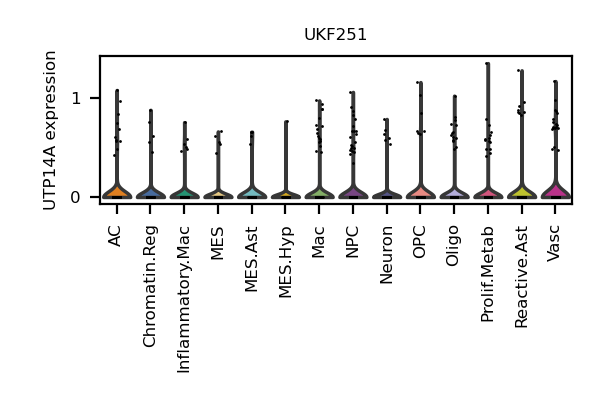 UKF251
UTP14A expression
1
0
AC
Chromatin.Reg
Inflammatory.Mac
MES
MES.Ast
MES.Hyp
Mac
NPC
Neuron
OPC
Oligo
Prolif.Metab
Reactive.Ast
Vasc